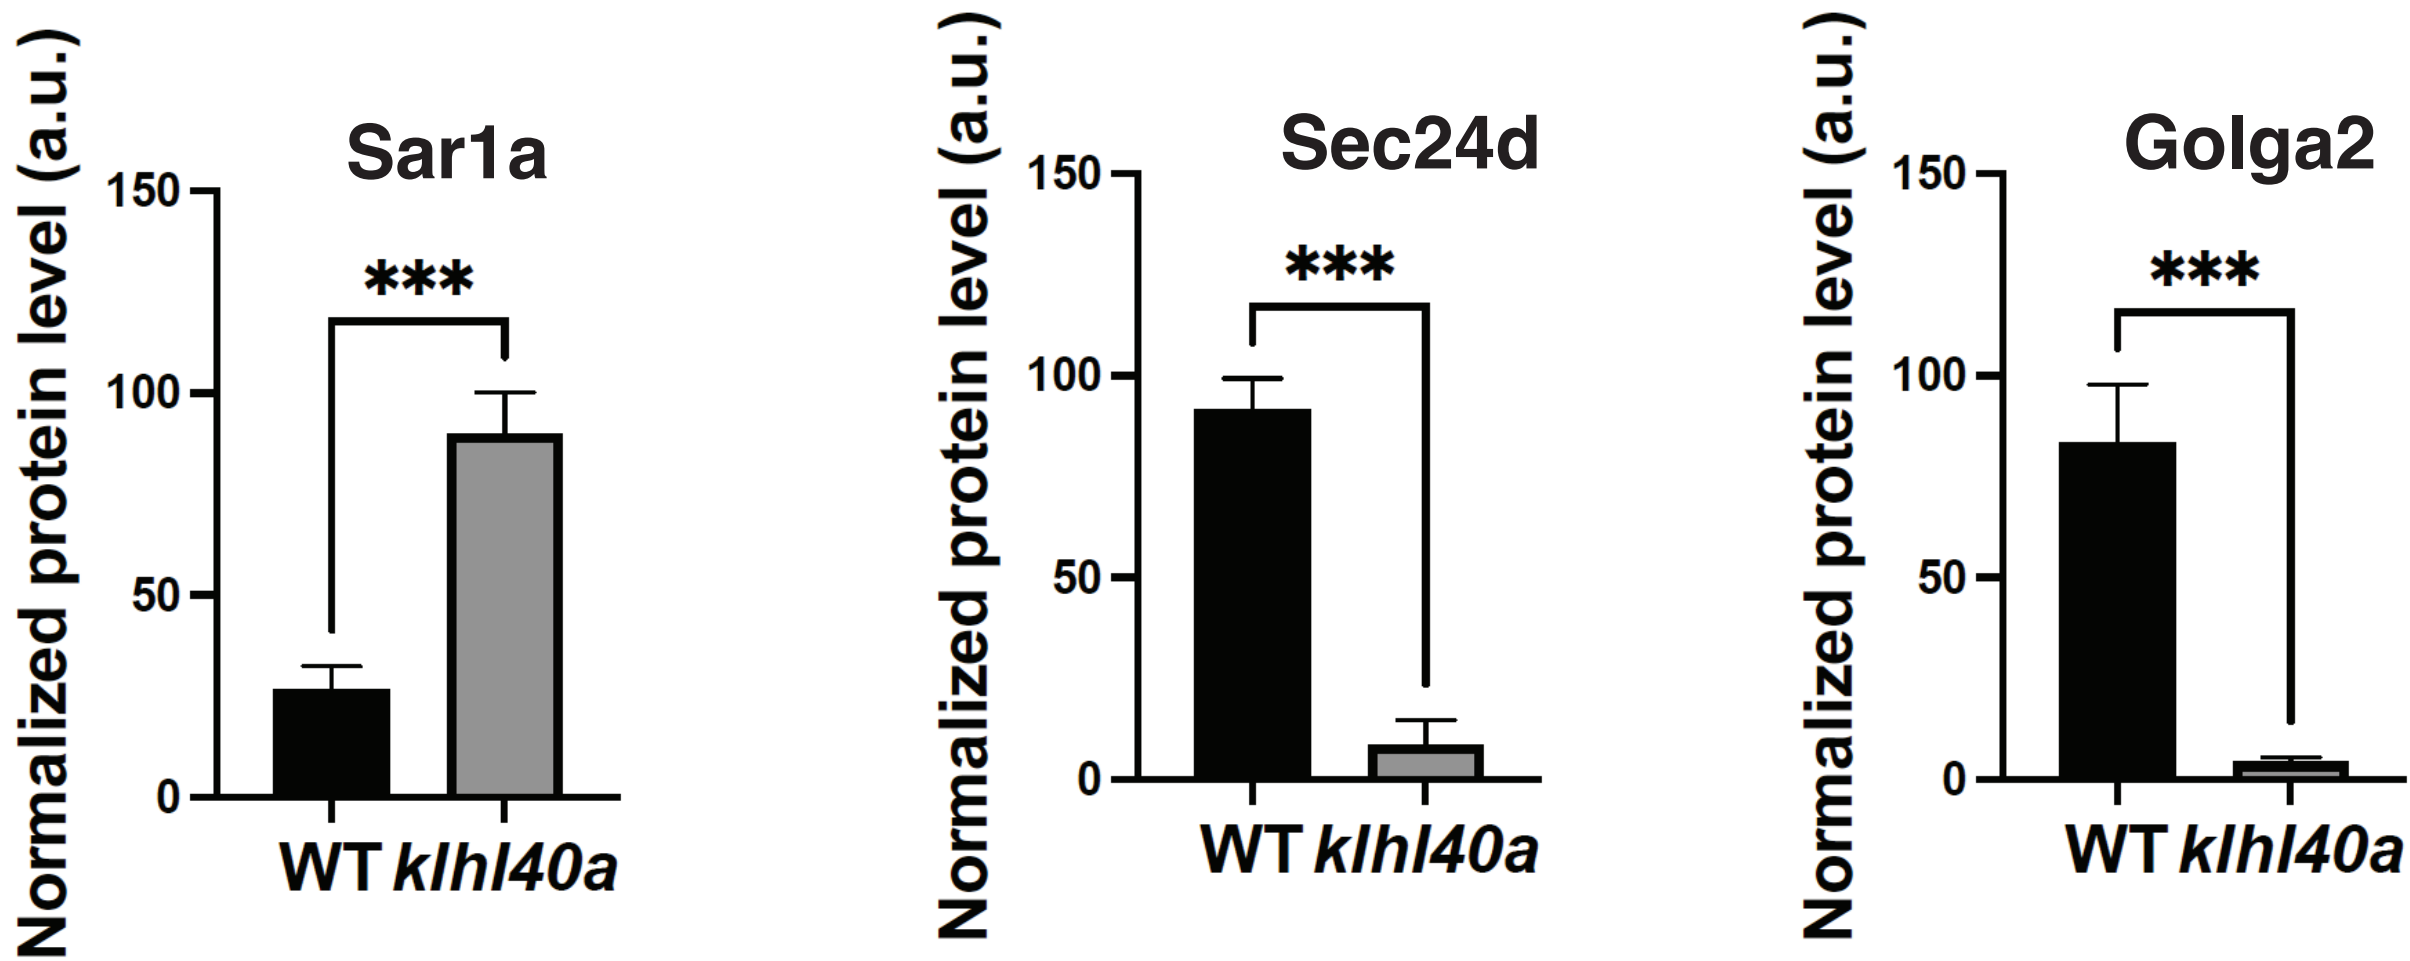 Normalized protein level (a.u.)
Sar1a
150
***
100
50
0
WT klhl40a
Normalized protein level (a.u.)
Sec24d
150
***
100
50
0
WT klhl40a
Normalized protein level (a.u.)
Golga2
150
***
100
50
0
WT klhl40a